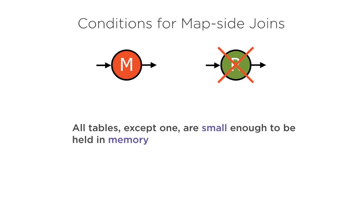 Conditions for Map-side Joins
M
R
All tables, except one, are small enough to be
held in memory